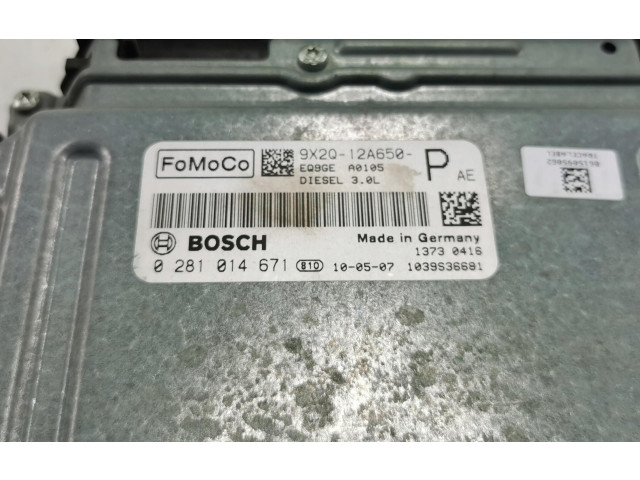 FoMoCo
9X2Q-12A650-
P AE
EQ9GE A0105
DIESEL 3.0L
BOSCH
Made in Germany
1373 0416
0 281 014 671 B10 10-05-07 1039S36681